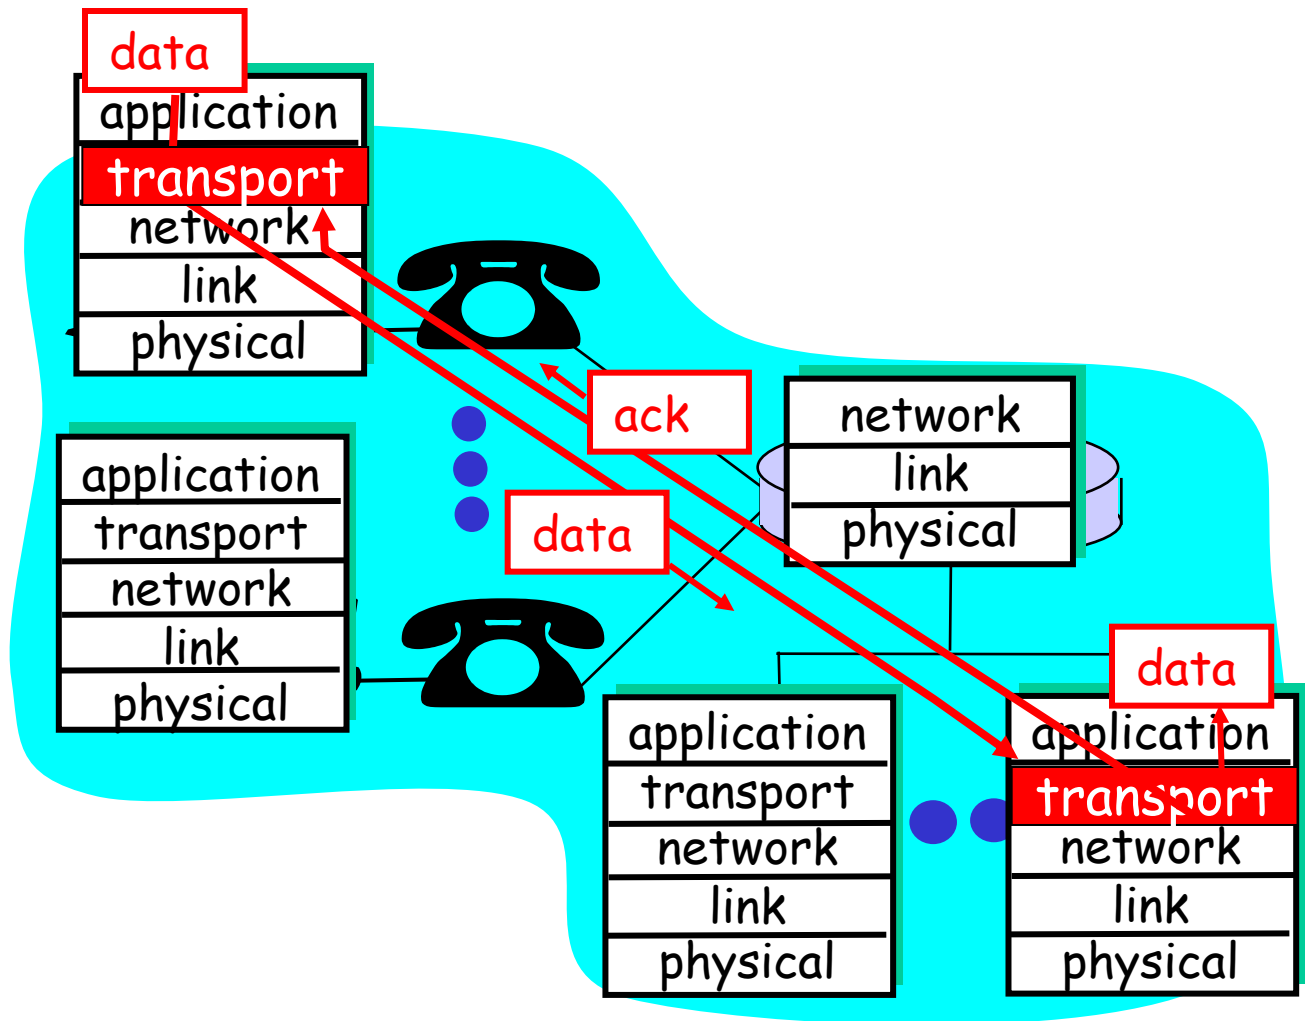 data
application
transport
network
link
physical
ack
network
link
physical
application
transport
network
link
physical
data
data
application
transport
network
link
physical
application
transport
network
link
physical